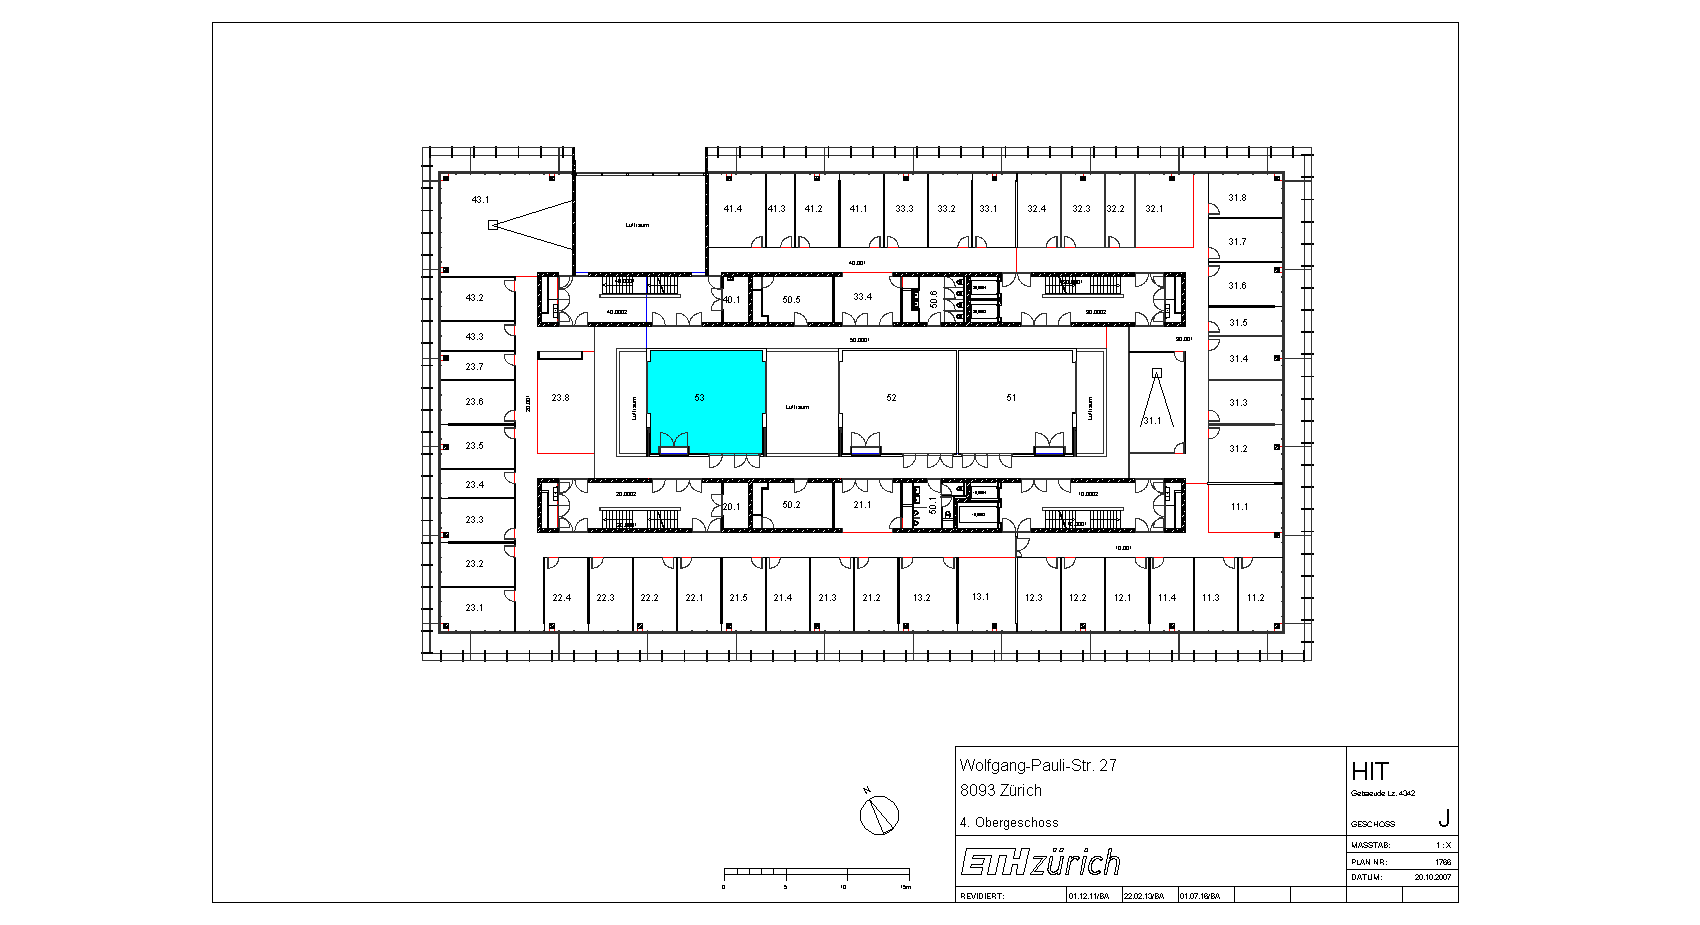 43.1
Luftraum
41.4 41.3 41.2 41.1 33.3 33.2 33.1 32.4 32.3 32.2 32.1
31.8
31.7
40.001
43.2 40.1 50.5 33.4 50.6 31.6
40.0002 30.0002
43.3 31.5
50.0001 30.001
23.7 31.4
23.6 20.001 23.8 Luftraum 53 Luftraum 52 51 Luftraum 31.1 31.3
23.5 31.2
23.4 20.0002 10.0002
23.3 20.1 50.2 21.1 50.1 11.1
10.001
23.2
23.1 22.4 22.3 22.2 22.1 21.5 21.4 21.3 21.2 13.2 13.1 12.3 12.2 12.1 11.4 11.3 11.2
N
0 5 10 15m
Wolfgang-Pauli-Str. 27
8093 Zürich
4. Obergeschoss
HIT
Gebaeude Lz. 4342
GESCHOSS J
ETH zürich
MASSTAB: 1 : X
PLAN NR: 1766
DATUM: 20.10.2007
REVIDIERT: 01.12.11/BA 22.02.13/BA 01.07.16/BA